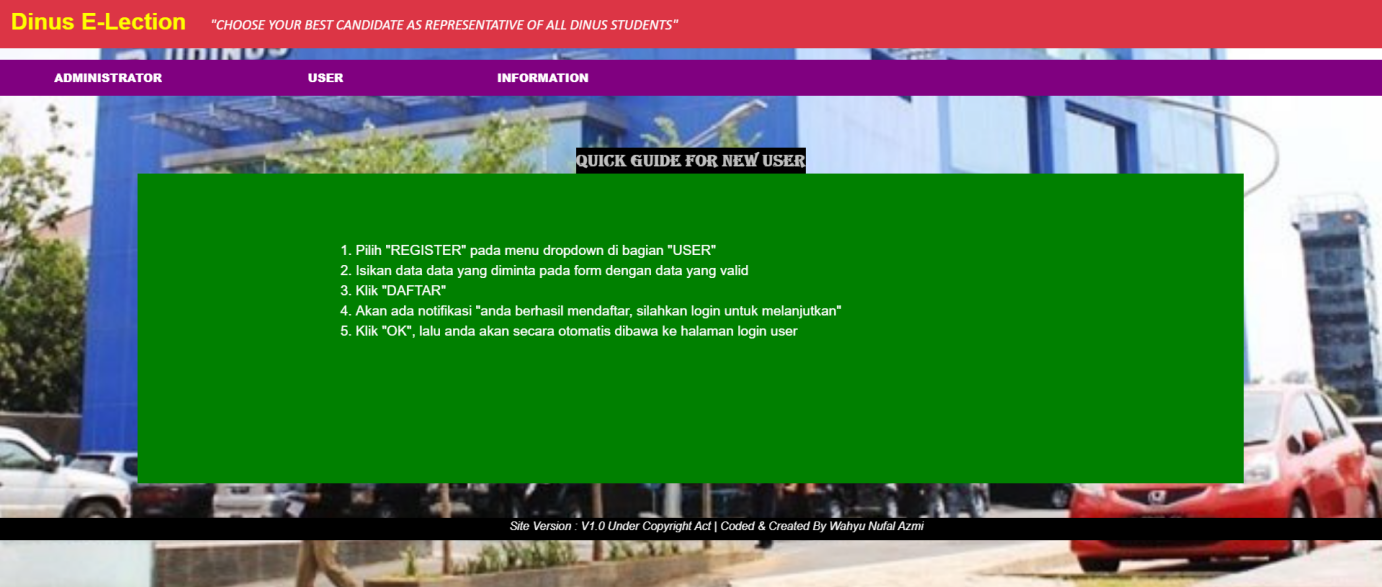 Dinus E-Lection "CHOOSE YOUR BEST CANDIDATE AS REPRESENTATIVE OF ALL DINUS STUDENTS"
ADMINISTRATOR USER INFORMATION
QUICK GUIDE FOR NEW USER
1. Pilih "REGISTER" pada menu dropdown di bagian "USER"
2. Isikan data data yang diminta pada form dengan data yang valid
3. Klik "DAFTAR"
4. Akan ada notifikasi "anda berhasil mendaftar, silahkan login untuk melanjutkan"
5. Klik "OK", lalu anda akan secara otomatis dibawa ke halaman login user
Site Version : V1.0 Under Copyright Act | Coded & Created By Wahyu Nufal Azmi